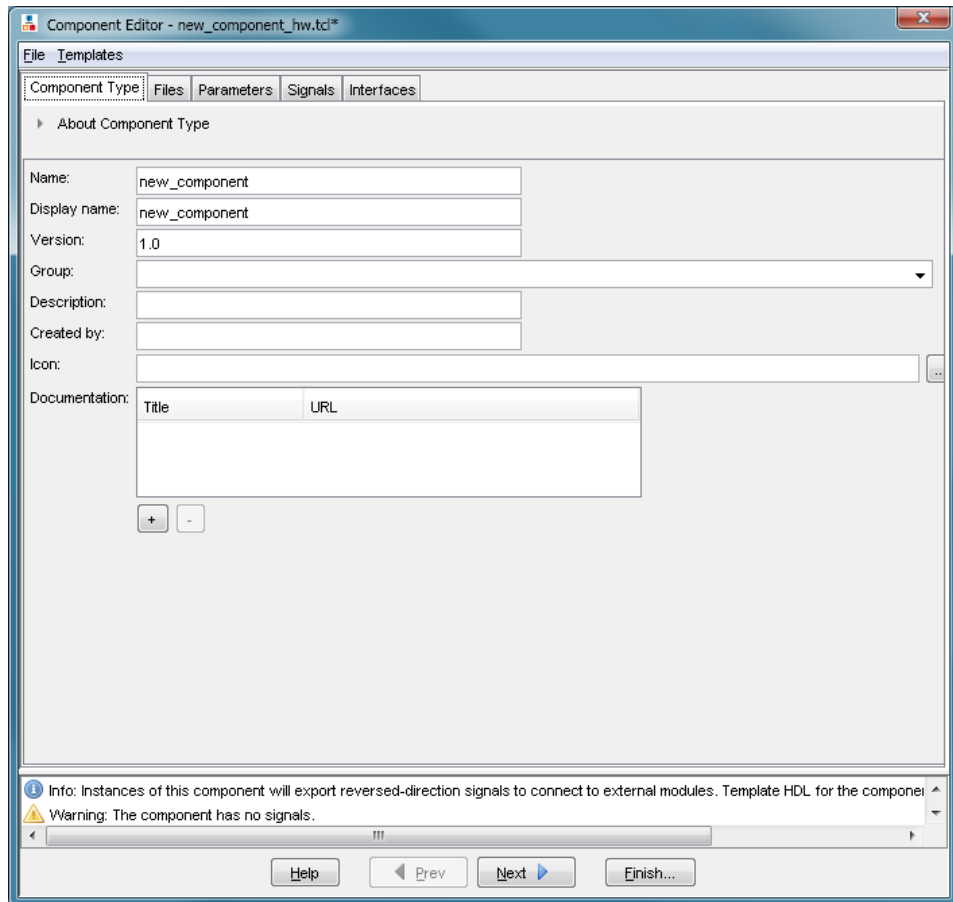 Component Editor - new_component_hw.tcl*
File Templates
Component Type Files Parameters Signals Interfaces
About Component Type
Name: new_component
Display name: new_component
Version: 1.0
Group:
Description:
Created by:
Icon: ..
Documentation: Title URL
+ -
Info: Instances of this component will export reversed-direction signals to connect to external modules. Template HDL for the componen
Warning: The component has no signals.
Help Prev Next Finish...